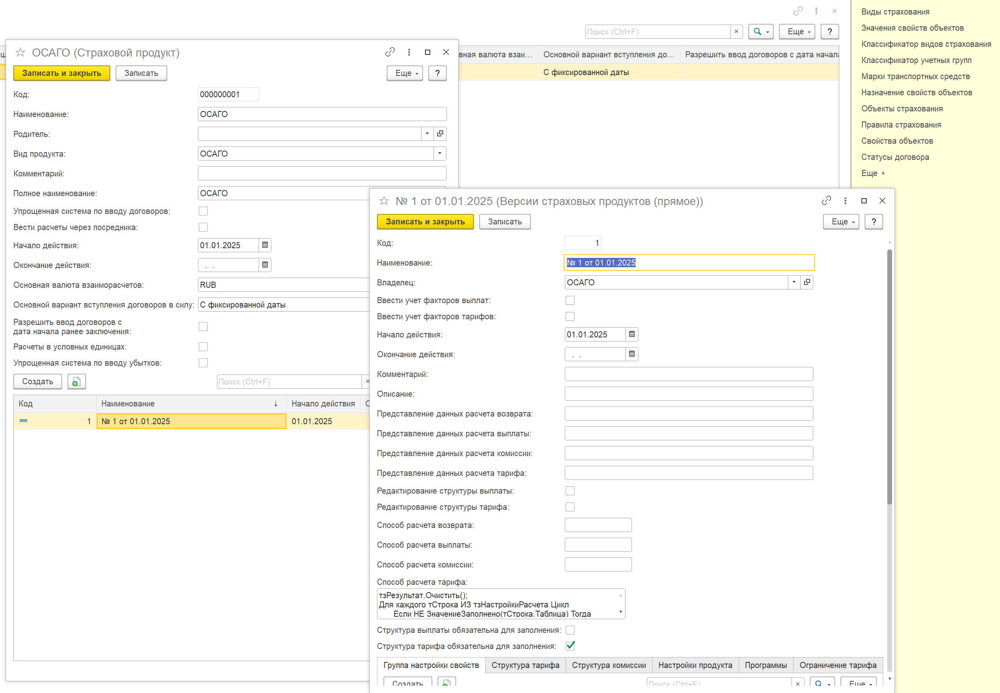 Поиск (Ctrl+F)
Еще
?
вная валюта взаи...
Основной вариант вступления до...
Разрешить ввод договоров с дата начала
С фиксированной даты
Виды страхования
Значения свойств объектов
Классификатор видов страхования
Классификатор учетных групп
Марки транспортных средств
Назначение свойств объектов
Объекты страхования
Правила страхования
Свойства объектов
Статусы договора
Еще
ОСАГО (Страховой продукт)
Записать и закрыть
Записать
Еще
?
Код:
000000001
Наименование:
ОСАГО
Родитель:
Вид продукта:
ОСАГО
Комментарий:
Полное наименование:
ОСАГО
Упрощенная система по вводу договоров:
Вести расчеты через посредника:
Начало действия:
01.01.2025
Окончание действия:
. .
Основная валюта взаиморасчетов:
RUB
Основной вариант вступления договоров в силу:
С фиксированной даты
Разрешить ввод договоров с
дата начала ранее заключения:
Расчеты в условных единицах:
Упрощенная система по вводу убытков:
Создать
Поиск (Ctrl+F)
Код
Наименование
Начало действия
1
№ 1 от 01.01.2025
01.01.2025
№ 1 от 01.01.2025 (Версии страховых продуктов (прямое))
Записать и закрыть
Записать
Еще
?
Код:
1
Наименование:
№ 1 от 01.01.2025
Владелец:
ОСАГО
Ввести учет факторов выплат:
Ввести учет факторов тарифов:
Начало действия:
01.01.2025
Окончание действия:
. .
Комментарий:
Описание:
Представление данных расчета возврата:
Представление данных расчета выплаты:
Представление данных расчета комиссии:
Представление данных расчета тарифа:
Редактирование структуры выплаты:
Редактирование структуры тарифа:
Способ расчета возврата:
Способ расчета выплаты:
Способ расчета комиссии:
Способ расчета тарифа:
тзРезультат.Очистить();
Для каждого тСтрока ИЗ тзНастройкиРасчета Цикл
Если НЕ ЗначениеЗаполнено(тСтрока.Таблица) Тогда
Структура выплаты обязательна для заполнения:
Структура тарифа обязательна для заполнения:
Группа настройки свойств
Структура тарифа
Структура комиссии
Настройки продукта
Программы
Ограничение тарифа
Создать
Поиск (Ctrl+F)
Еще